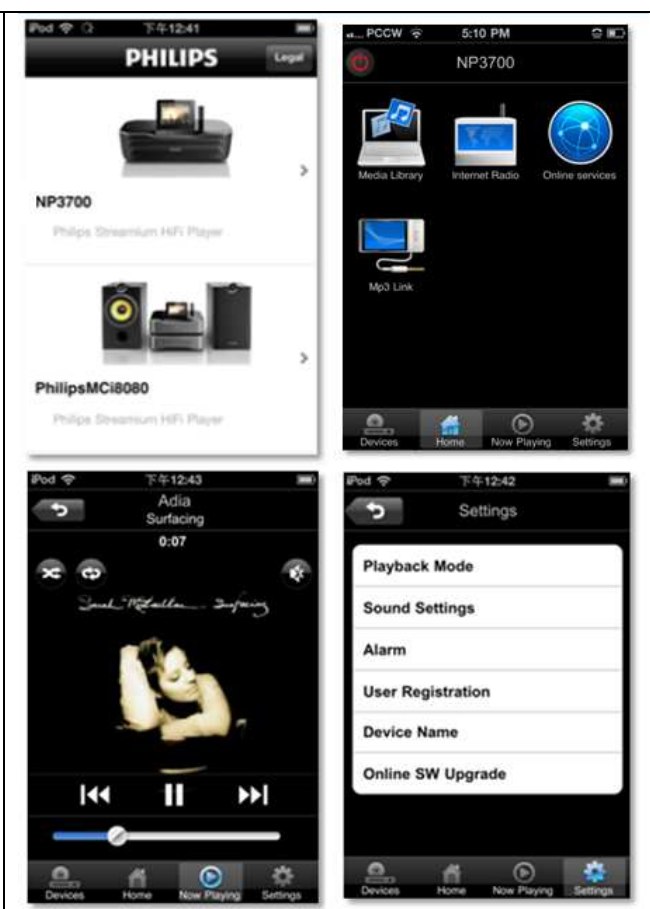 iPod 下午12:41
PHILIPS Legal
NP3700
Philips Streamium HiFi Player
PhilipsMCi8080
Philips Streamium HiFi Player
... PCCW 5:10 PM
NP3700
Media Library Internet Radio Online services
Mp3 Link
Devices Home Now Playing Settings
iPod 下午12:43
Adia
Surfacing
0:07
Sarah McLachlan Surfacing
Devices Home Now Playing Settings
iPod 下午12:42
Settings
Playback Mode
Sound Settings
Alarm
User Registration
Device Name
Online SW Upgrade
Devices Home Now Playing Settings